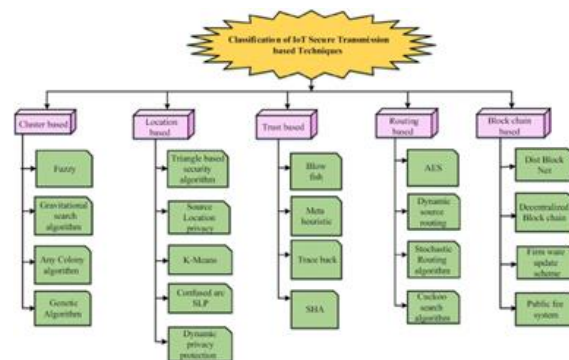 Classification of IoT Secure Transmission
based Techniques
Cluster based
Fuzzy
Gravitational
search algorithm
Any Colony
algorithm
Genetic
Algorithm
Location
based
Triangle based
security
algorithm
Source
Location
privacy
K-Means
Confused arc
SLP
Dynamic
privacy
protection
Trust based
Blow
fish
Meta
heuristic
Trace back
SHA
Routing
based
AES
Dynamic
source
routing
Stochastic
Routing
algorithm
Cuckoo
search algorithm
Block chain
based
Dist Block
Net
Decentralized
Block chain
Firm ware
update
scheme
Public fee
system